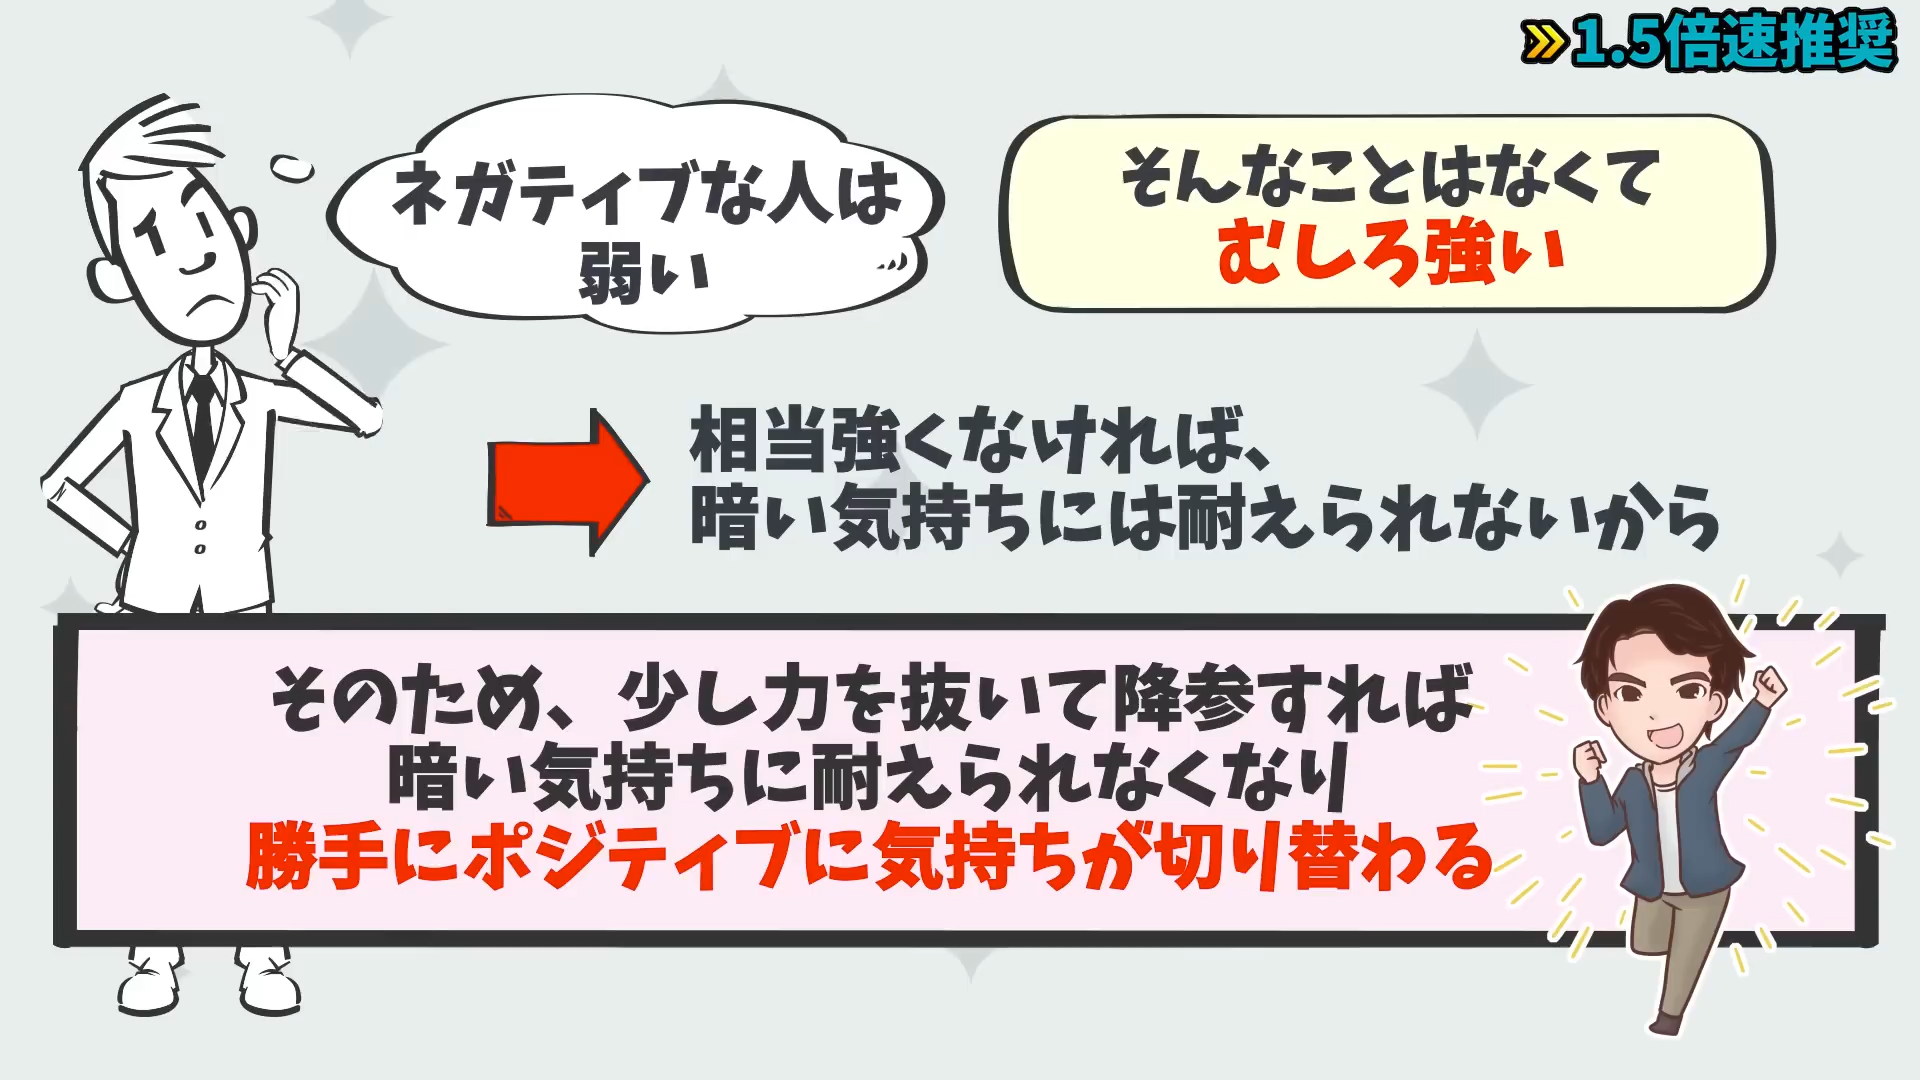 1.5倍速推奨
ネガティブな人は
弱い
そんなことはなくて
むしろ強い
相当強くなければ、
暗い気持ちには耐えられないから
そのため、少し力を抜いて降参すれば
暗い気持ちに耐えられなくなり
勝手にポジティブに気持ちが切り替わる